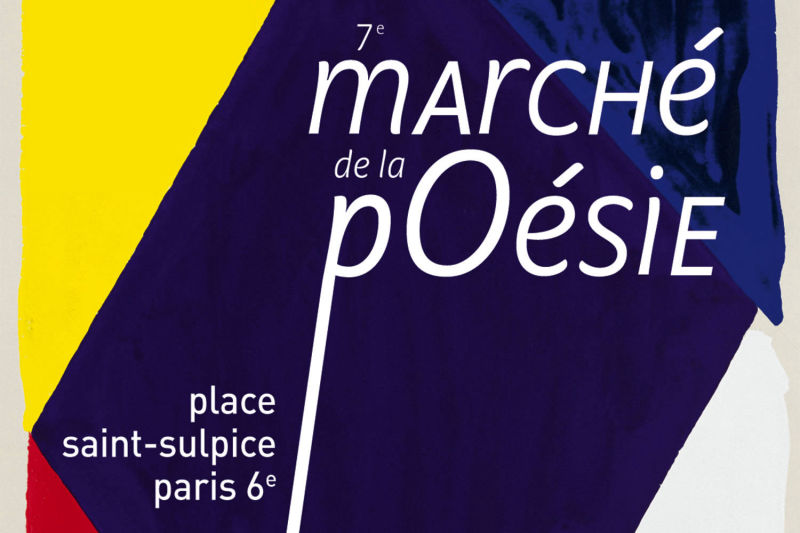 7e
mArCHé
de la
pOésiE
place
saint-sulpice
paris 6e